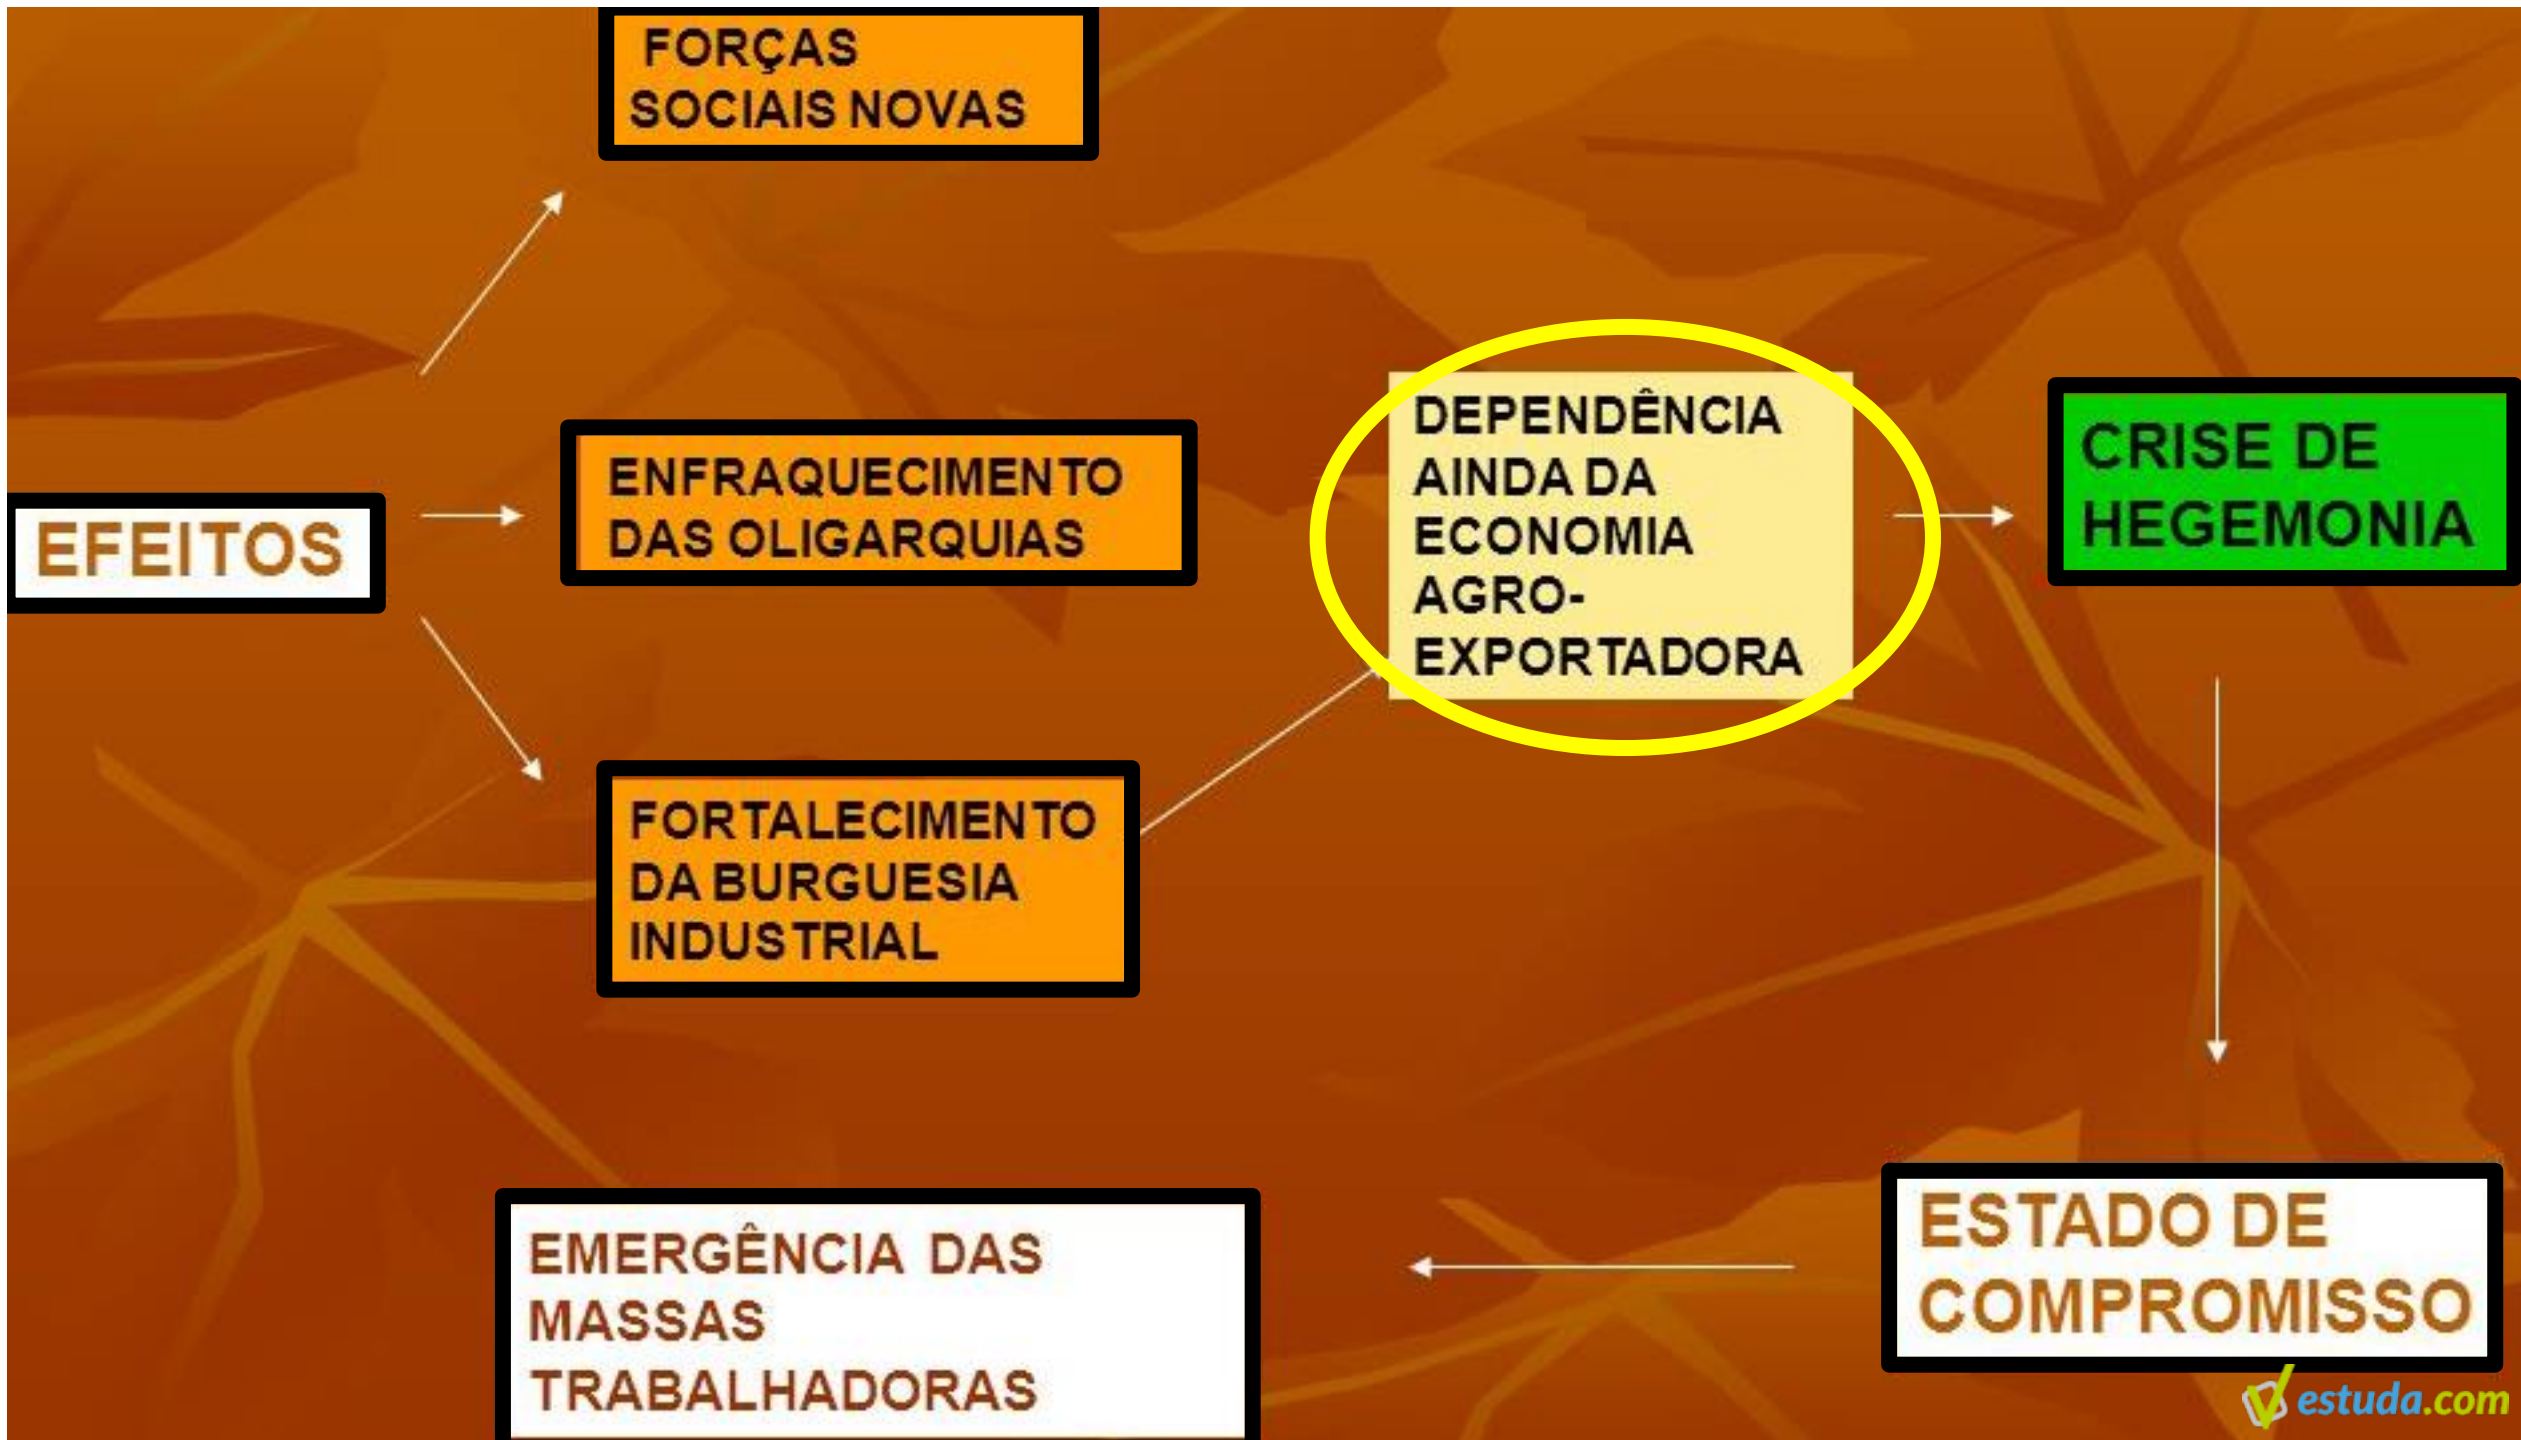 FORÇAS
SOCIAIS NOVAS
EFEITOS
ENFRAQUECIMENTO
DAS OLIGARQUIAS
DEPENDÊNCIA
AINDA DA
ECONOMIA
AGRO-
EXPORTADORA
CRISE DE
HEGEMONIA
FORTALECIMENTO
DA BURGUESIA
INDUSTRIAL
EMERGÊNCIA DAS
MASSAS
TRABALHADORAS
ESTADO DE
COMPROMISSO
estuda.com